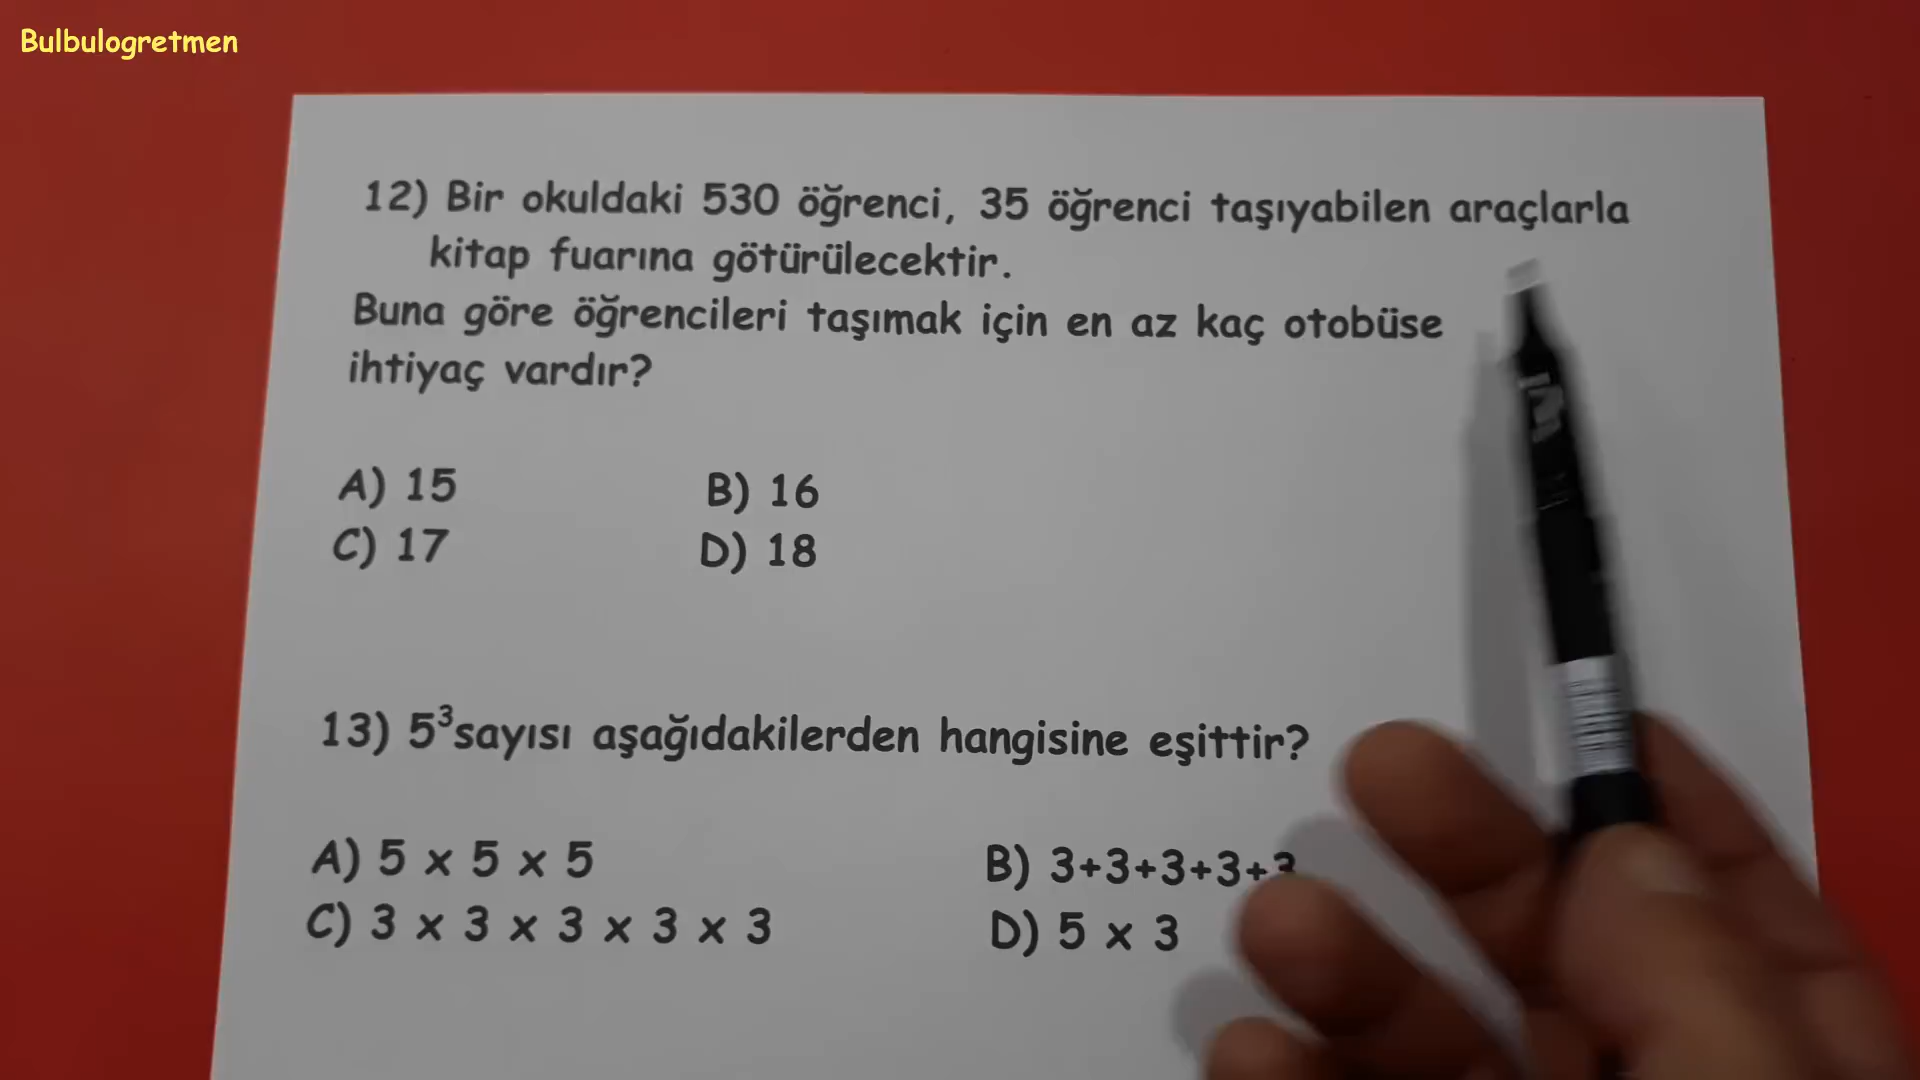 Bulbulogretmen
12) Bir okuldaki 530 öğrenci, 35 öğrenci taşıyabilen araçlarla
kitap fuarına götürülecektir.
Buna göre öğrencileri taşımak için en az kaç otobüse
ihtiyaç vardır?
A) 15 B) 16
C) 17 D) 18
13) 5³sayısı aşağıdakilerden hangisine eşittir?
A) 5 x 5 x 5 B) 3+3+3+3+3
C) 3 x 3 x 3 x 3 x 3 D) 5 x 3